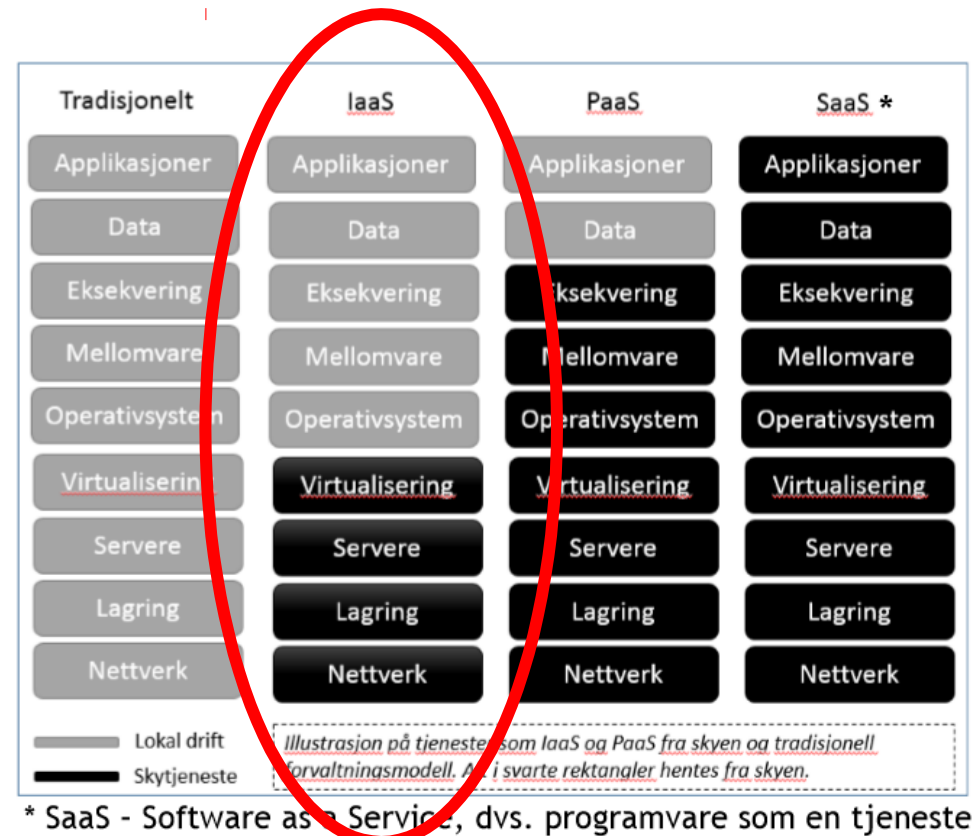 Tradisjonelt IaaS PaaS SaaS *
Applikasjoner Applikasjoner Applikasjoner Applikasjoner
Data Data Data Data
Eksekvering Eksekvering Eksekvering Eksekvering
Mellomvare Mellomvare Mellomvare Mellomvare
Operativsystem Operativsystem Operativsystem Operativsystem
Virtualisering Virtualisering Virtualisering Virtualisering
Servere Servere Servere Servere
Lagring Lagring Lagring Lagring
Nettverk Nettverk Nettverk Nettverk
Lokal drift
Skytjeneste
Illustrasjon på tjenester som IaaS og PaaS fra skyen og tradisjonell
forvaltningsmodell. i svarte rektangler hentes fra skyen.
* SaaS - Software as a Service, dvs. programvare som en tjeneste